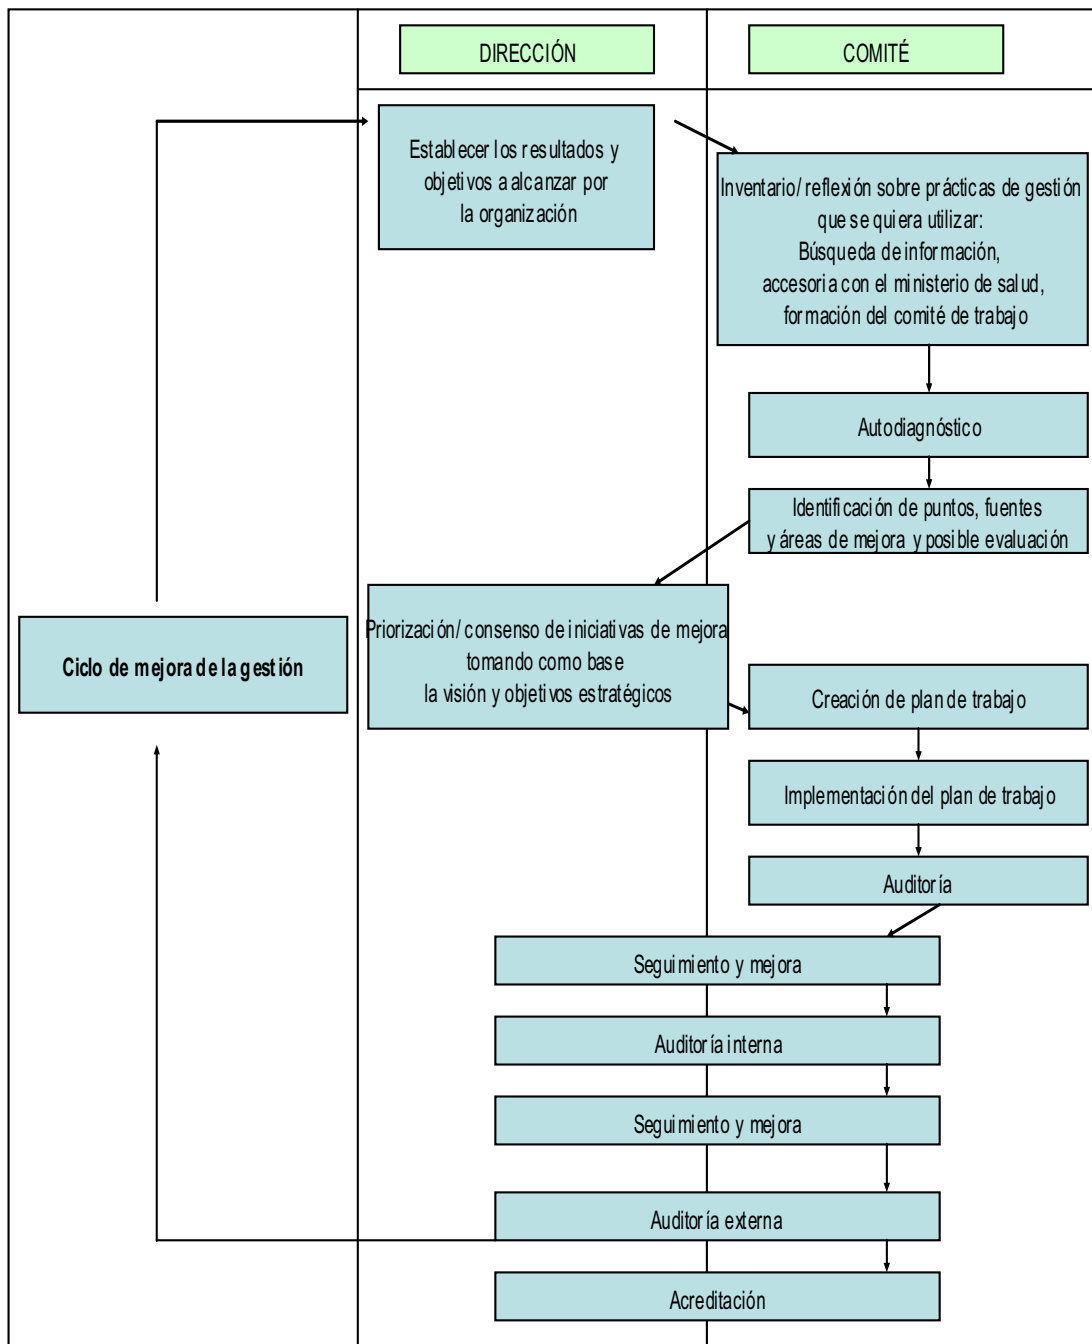 DIRECCIÓN
COMITÉ
Establecer los resultados y
objetivos a alcanzar por
la organización
Inventario/ reflexión sobre prácticas de gestión
que se quiera utilizar:
Búsqueda de información,
accesoria con el ministerio de salud,
formación del comité de trabajo
Autodiagnóstico
Identificación de puntos, fuentes
y áreas de mejora y posible evaluación
Priorización/ consenso de iniciativas de mejora
tomando como base
la visión y objetivos estratégicos
Ciclo de mejora de la gestión
Creación de plan de trabajo
Implementación del plan de trabajo
Auditoría
Seguimiento y mejora
Auditoría interna
Seguimiento y mejora
Auditoría externa
Acreditación